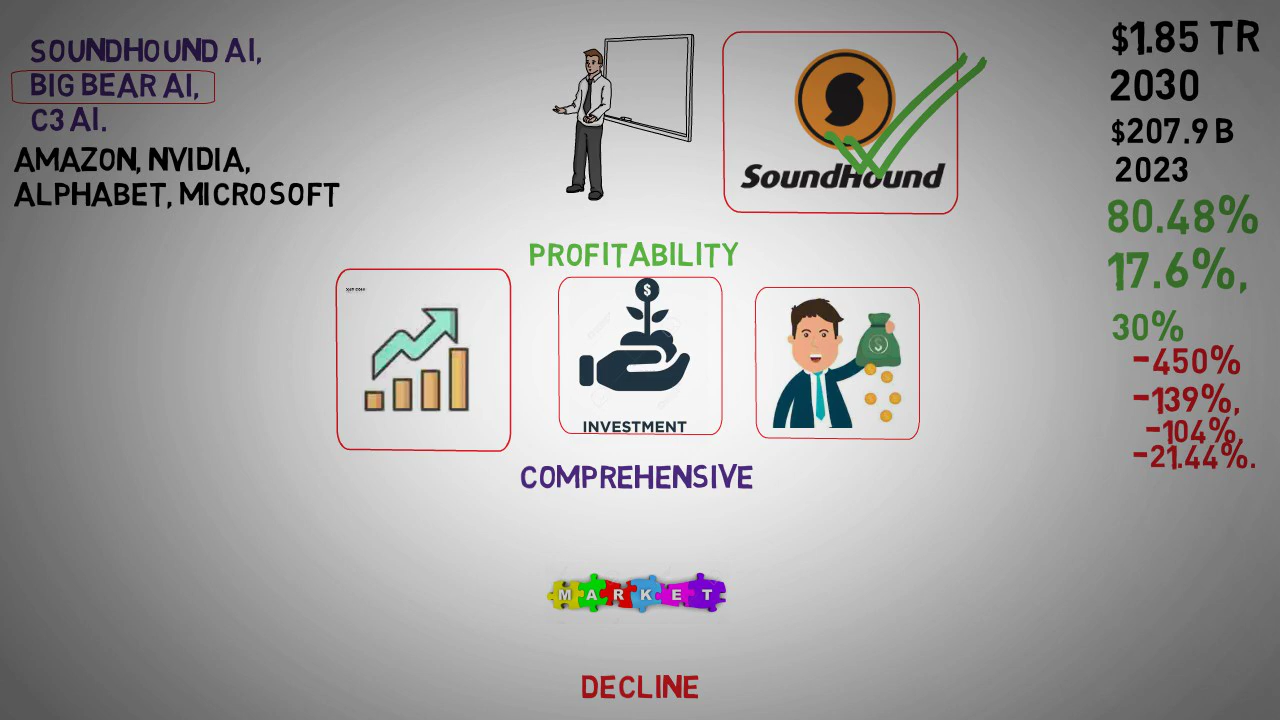 SOUNDHOUND AI,
BIG BEAR AI,
C3 AI.
AMAZON, NVIDIA,
ALPHABET, MICROSOFT
SoundHound
$1.85 TR
2030
$207.9 B
2023
80.48%
17.6%,
30%
-450%
-139%,
-104%,
-21.44%.
PROFITABILITY
$
$
INVESTMENT
COMPREHENSIVE
MARKET
DECLINE